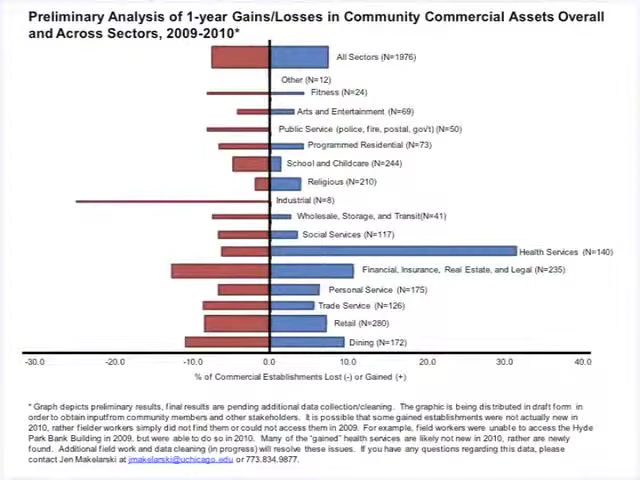 Preliminary Analysis of 1-year Gains/Losses in Community Commercial Assets Overall
and Across Sectors, 2009-2010*
All Sectors (N=1976)
Other (N=12)
Fitness (N=24)
Arts and Entertainment (N=69)
Public Service (police, fire, postal, gov't) (N=50)
Programmed Residential (N=73)
School and Childcare (N=244)
Religious (N=210)
Industrial (N=8)
Wholesale, Storage, and Transit(N=41)
Social Services (N=117)
Health Services (N=140)
Financial, Insurance, Real Estate, and Legal (N=235)
Personal Service (N=175)
Trade Service (N=126)
Retail (N=280)
Dining (N=172)
-30.0 -20.0 -10.0 0.0 10.0 20.0 30.0 40.0
% of Commercial Establishments Lost (-) or Gained (+)
* Graph depicts preliminary results, final results are pending additional data collection/cleaning. The graphic is being distributed in draft form in
order to obtain inputfrom community members and other stakeholders. It is possible that some gained establishments were not actually new in
2010, rather fielder workers simply did not find them or could not access them in 2009. For example, field workers were unable to access the Hyde
Park Bank Building in 2009, but were able to do so in 2010. Many of the "gained" health services are likely not new in 2010, rather are newly
found. Additional field work and data cleaning (in progress) will resolve these issues. If you have any questions regarding this data, please
contact Jen Makelarski at jmakelarski@uchicago.edu or 773.834.9877.